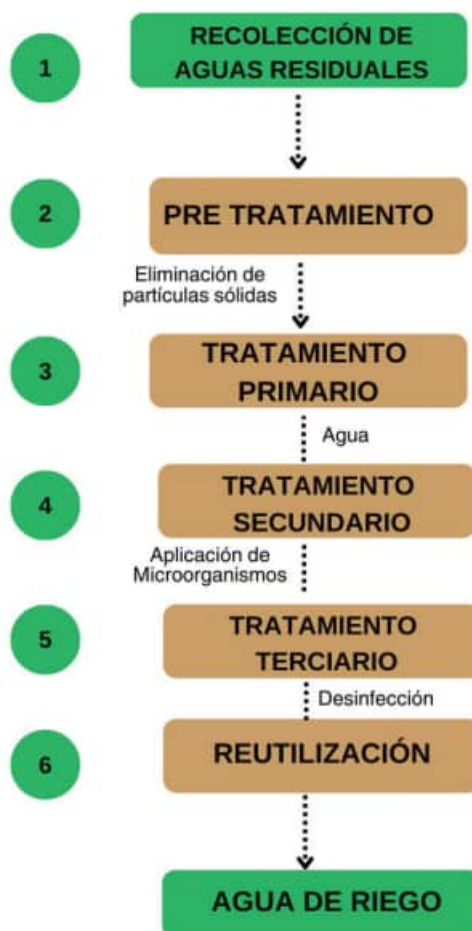 1
RECOLECCIÓN DE
AGUAS RESIDUALES
2
PRE TRATAMIENTO
Eliminación de
partículas sólidas
3
TRATAMIENTO
PRIMARIO
Agua
4
TRATAMIENTO
SECUNDARIO
Aplicación de
Microorganismos
5
TRATAMIENTO
TERCIARIO
Desinfección
6
REUTILIZACIÓN
AGUA DE RIEGO